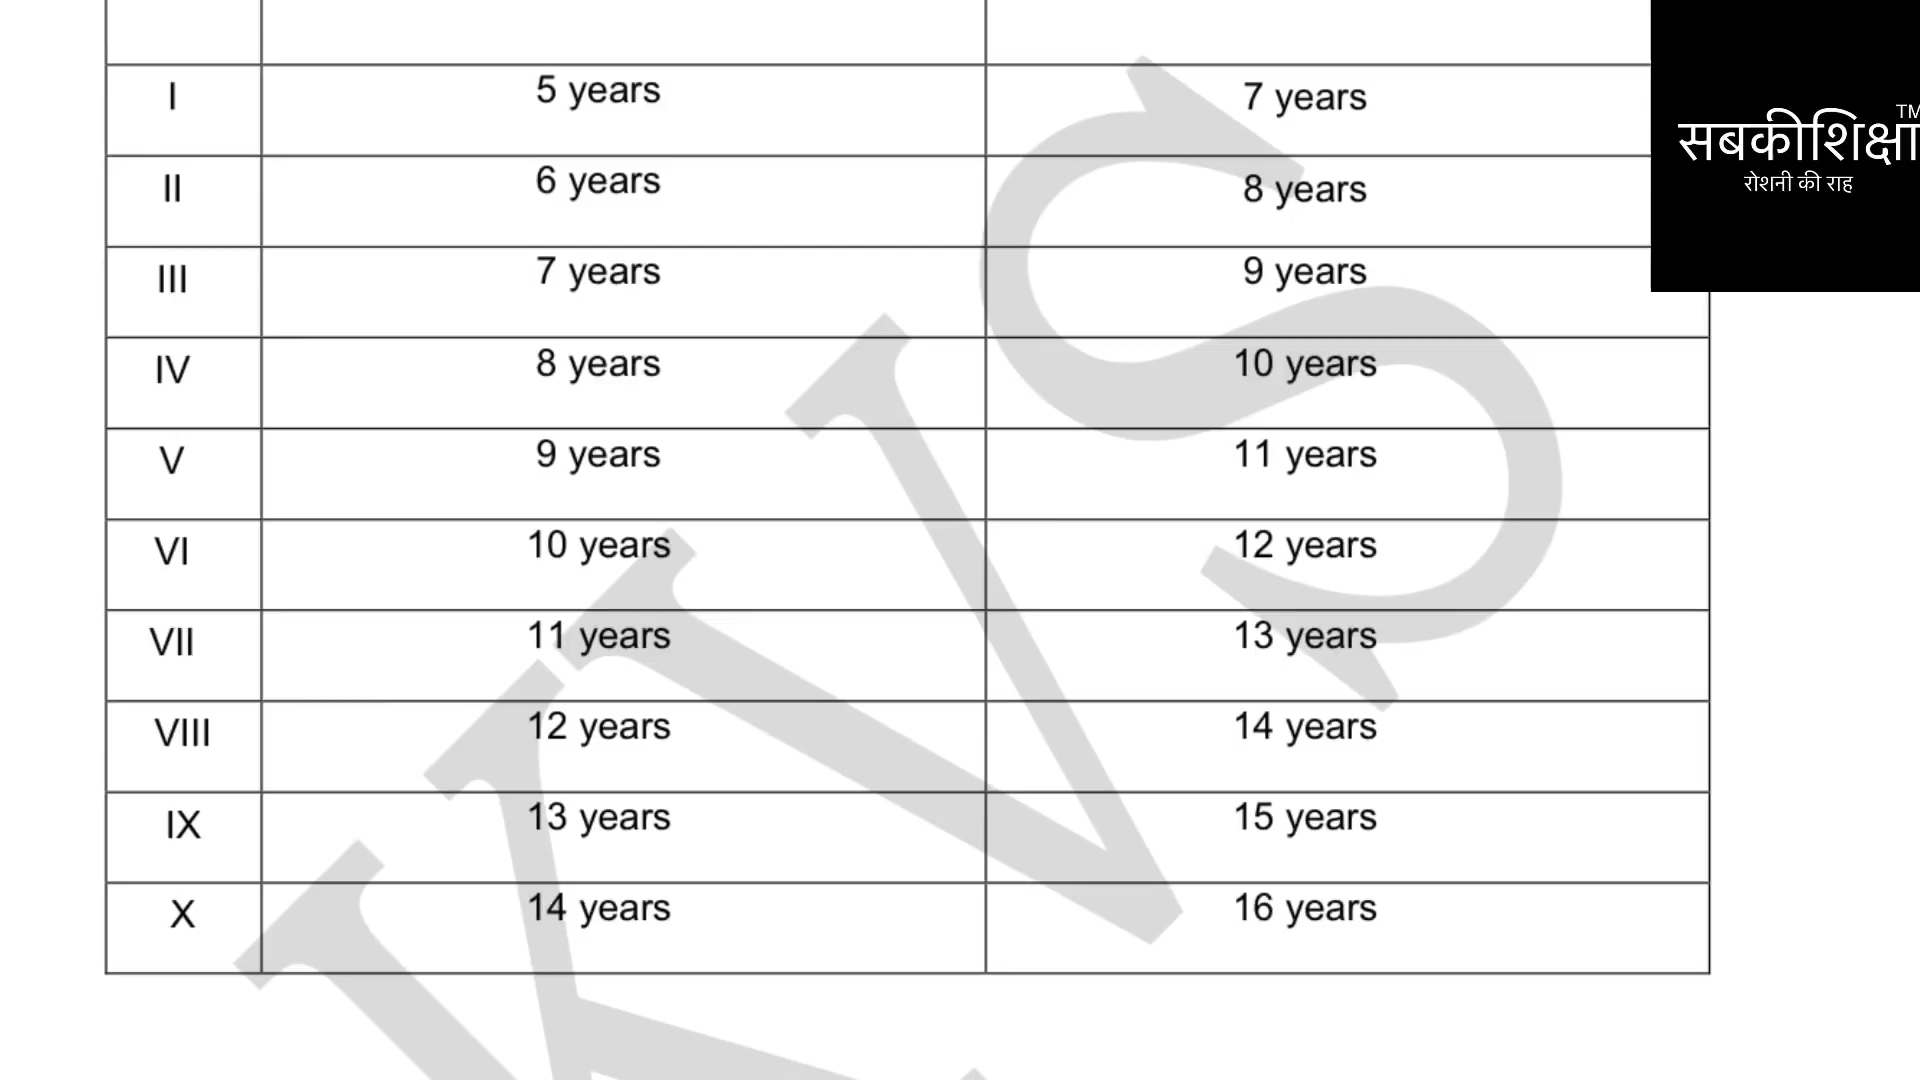 I 5 years 7 years
II 6 years 8 years
III 7 years 9 years
IV 8 years 10 years
V 9 years 11 years
VI 10 years 12 years
VII 11 years 13 years
VIII 12 years 14 years
IX 13 years 15 years
X 14 years 16 years
KVS
सबकीशिक्षा TM
रोशनी की राह